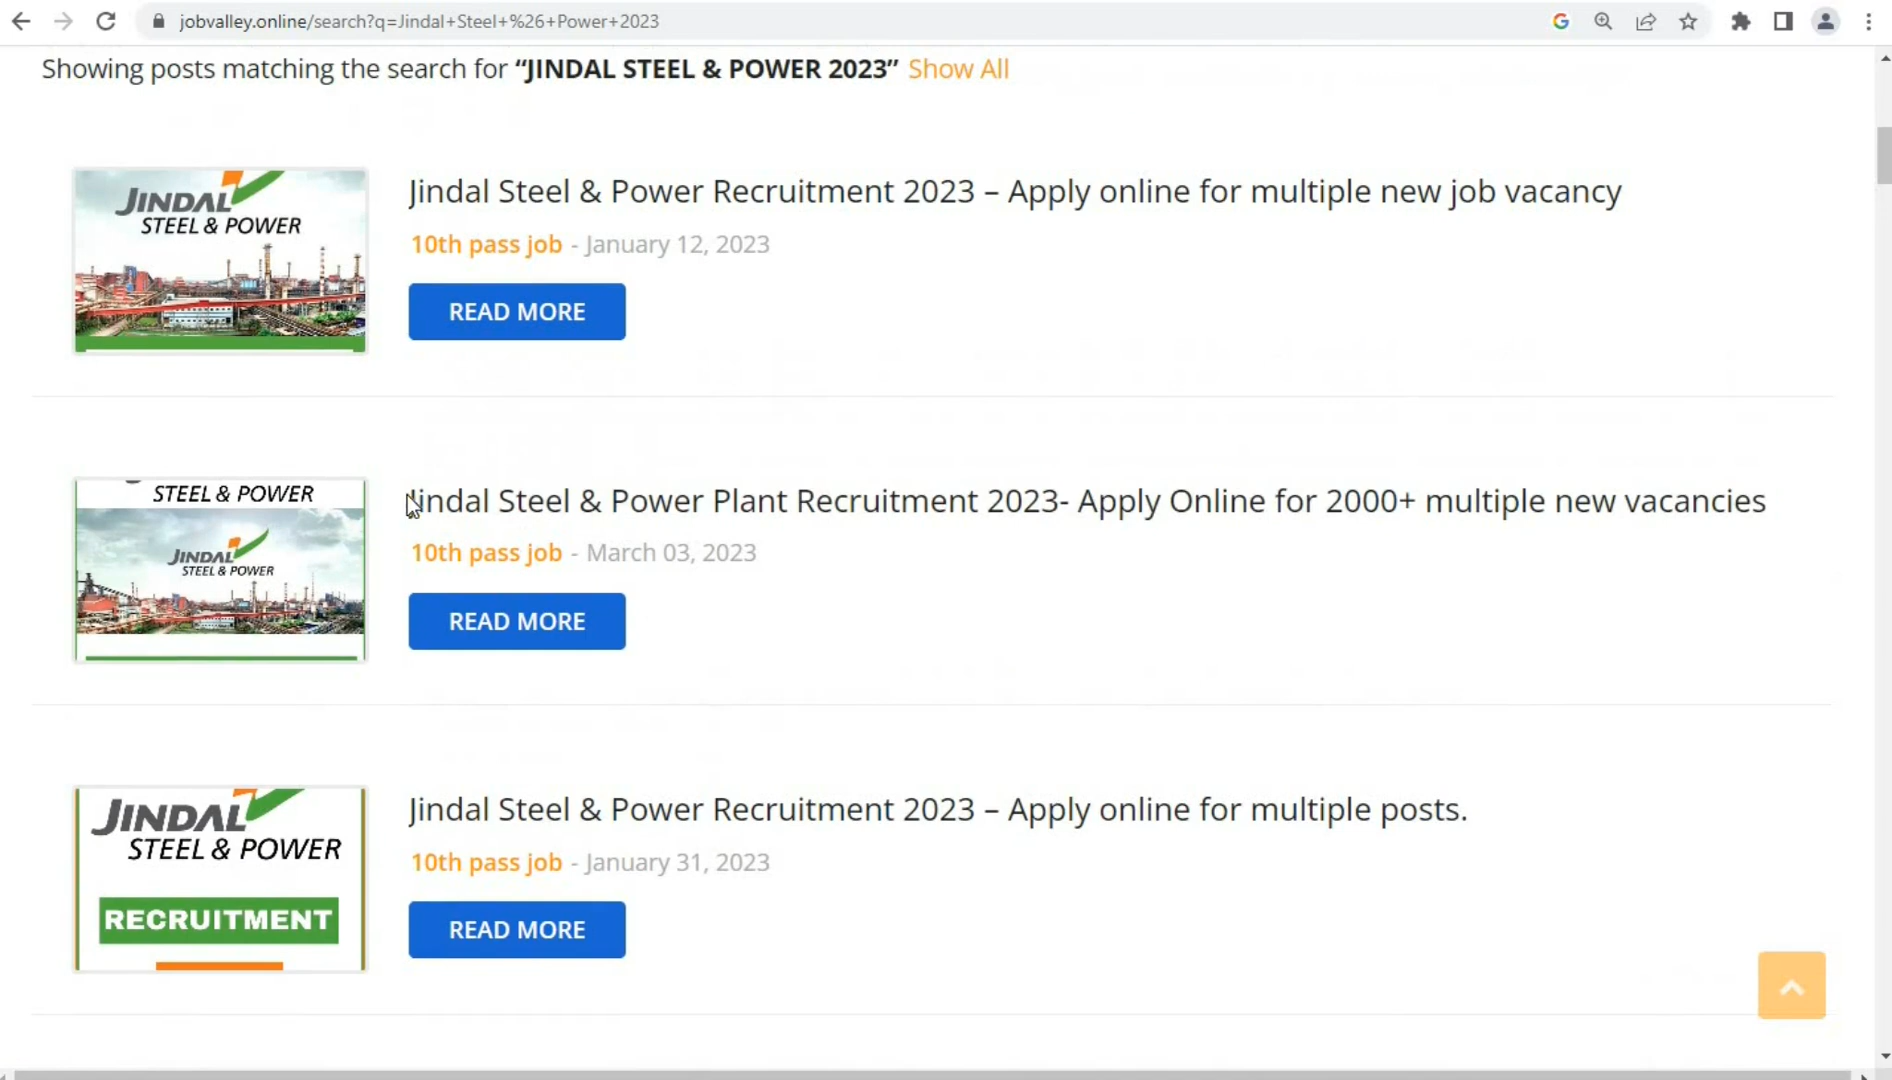 jobvalley.online/search?q=Jindal+Steel+%26+Power+2023
Showing posts matching the search for “JINDAL STEEL & POWER 2023” Show All
JINDAL
STEEL & POWER
Jindal Steel & Power Recruitment 2023 – Apply online for multiple new job vacancy
10th pass job - January 12, 2023
READ MORE
STEEL & POWER
JINDAL
STEEL & POWER
Jindal Steel & Power Plant Recruitment 2023- Apply Online for 2000+ multiple new vacancies
10th pass job - March 03, 2023
READ MORE
JINDAL
STEEL & POWER
RECRUITMENT
Jindal Steel & Power Recruitment 2023 – Apply online for multiple posts.
10th pass job - January 31, 2023
READ MORE